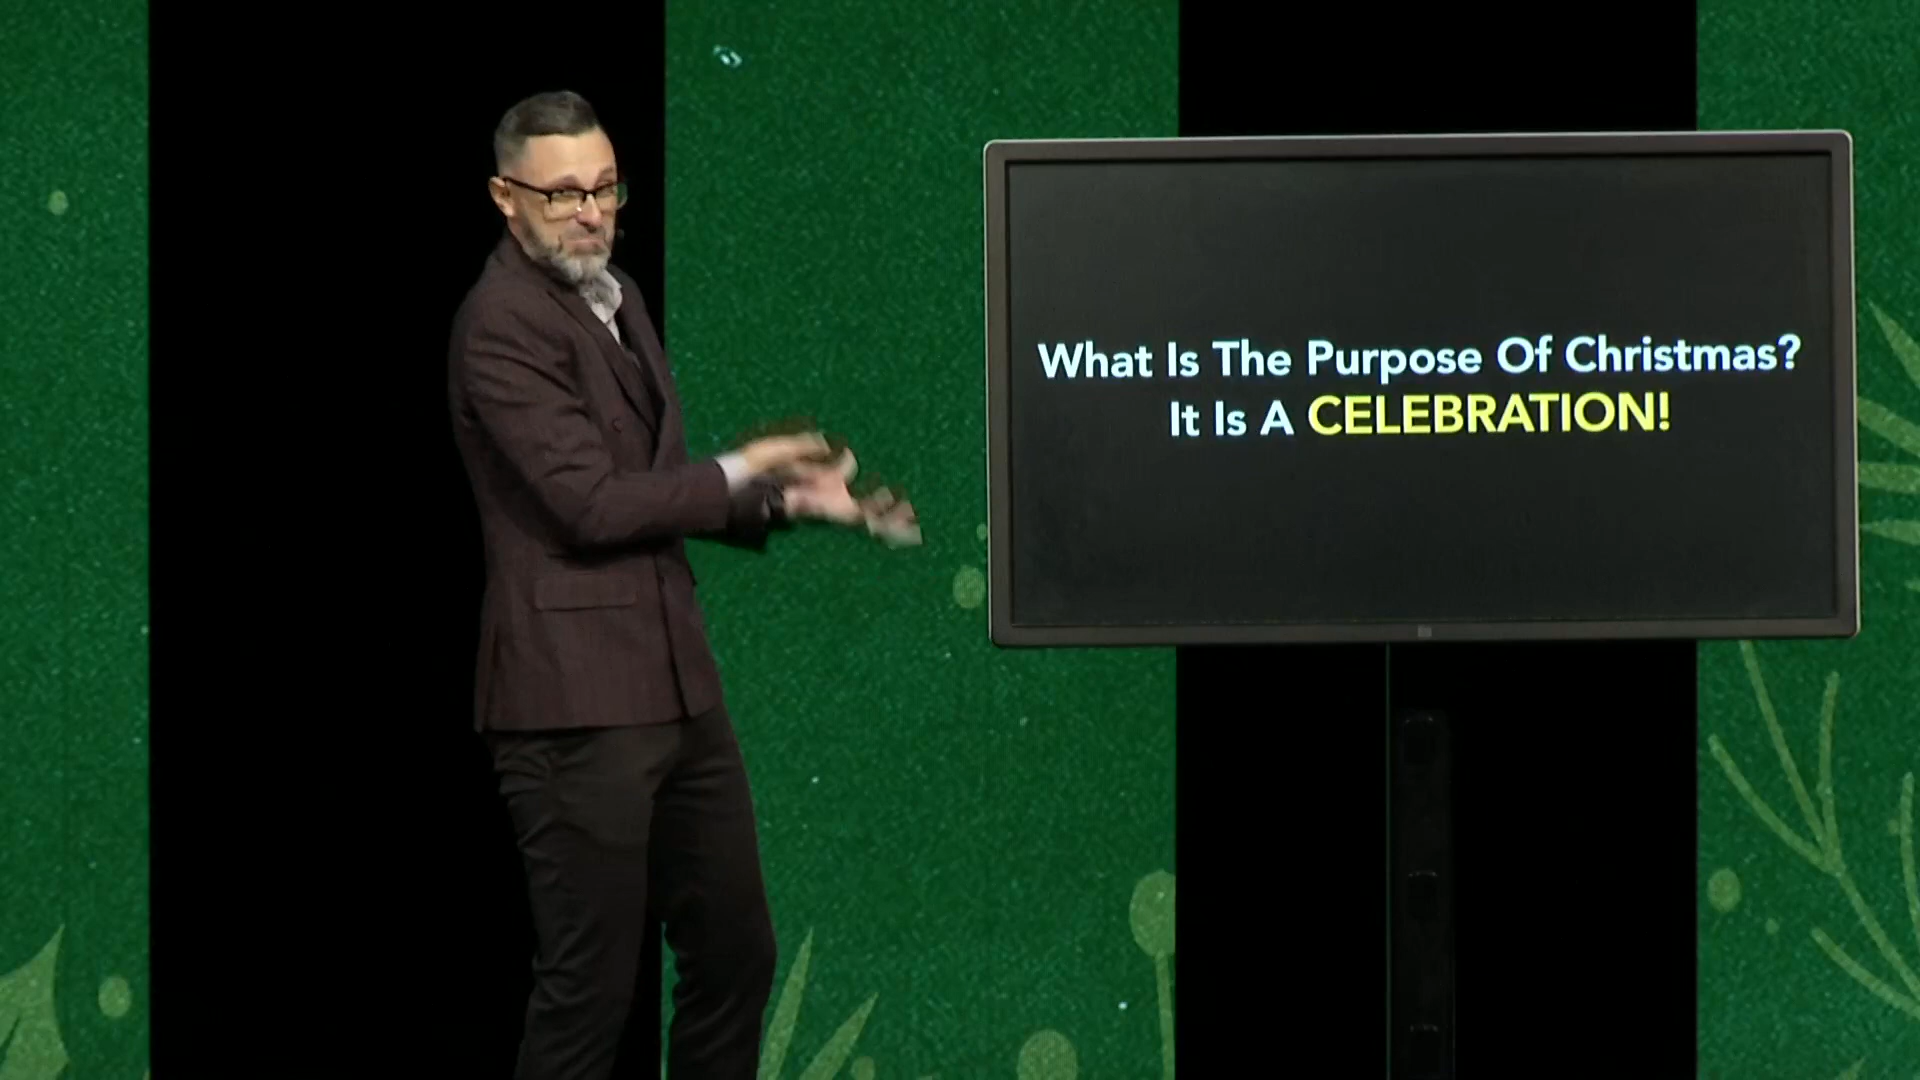 What Is The Purpose Of Christmas?
It Is A CELEBRATION!